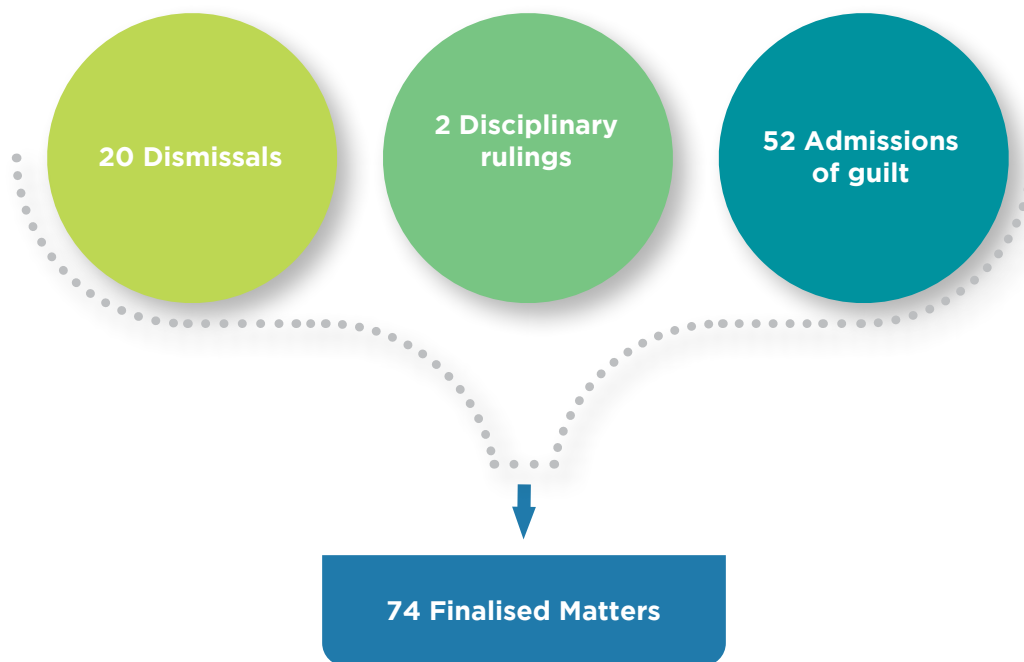 20 Dismissals
2 Disciplinary
rulings
52 Admissions
of guilt
74 Finalised Matters